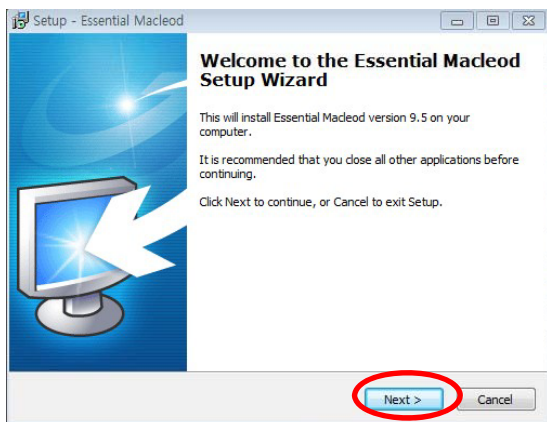 Setup - Essential Macleod
Welcome to the Essential Macleod
Setup Wizard
This will install Essential Macleod version 9.5 on your
computer.
It is recommended that you close all other applications before
continuing.
Click Next to continue, or Cancel to exit Setup.
Next >
Cancel